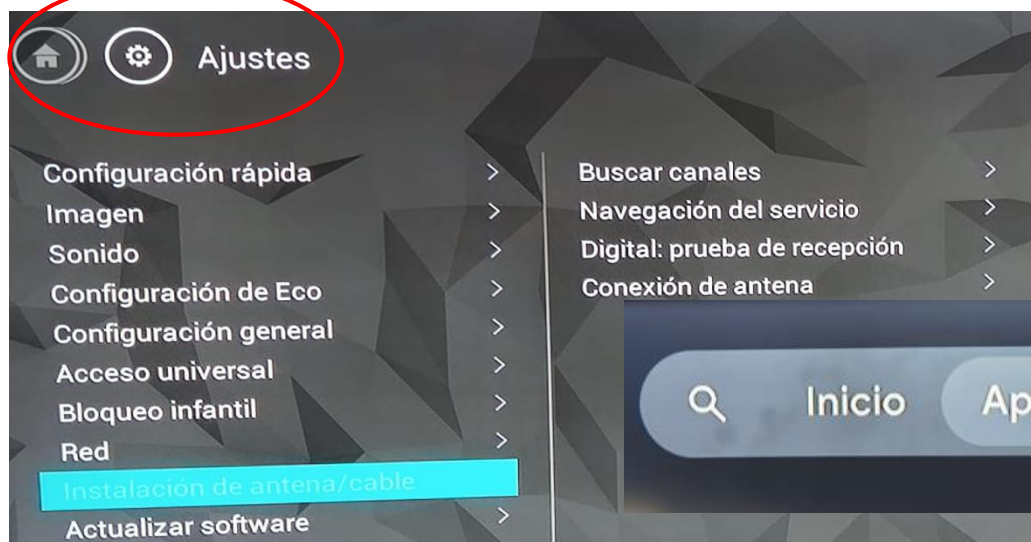 Ajustes
Configuración rápida
Imagen
Sonido
Configuración de Eco
Configuración general
Acceso universal
Bloqueo infantil
Red
Instalación de antena/cable
Actualizar software
Buscar canales
Navegación del servicio
Digital: prueba de recepción
Conexión de antena
Inicio
Ap